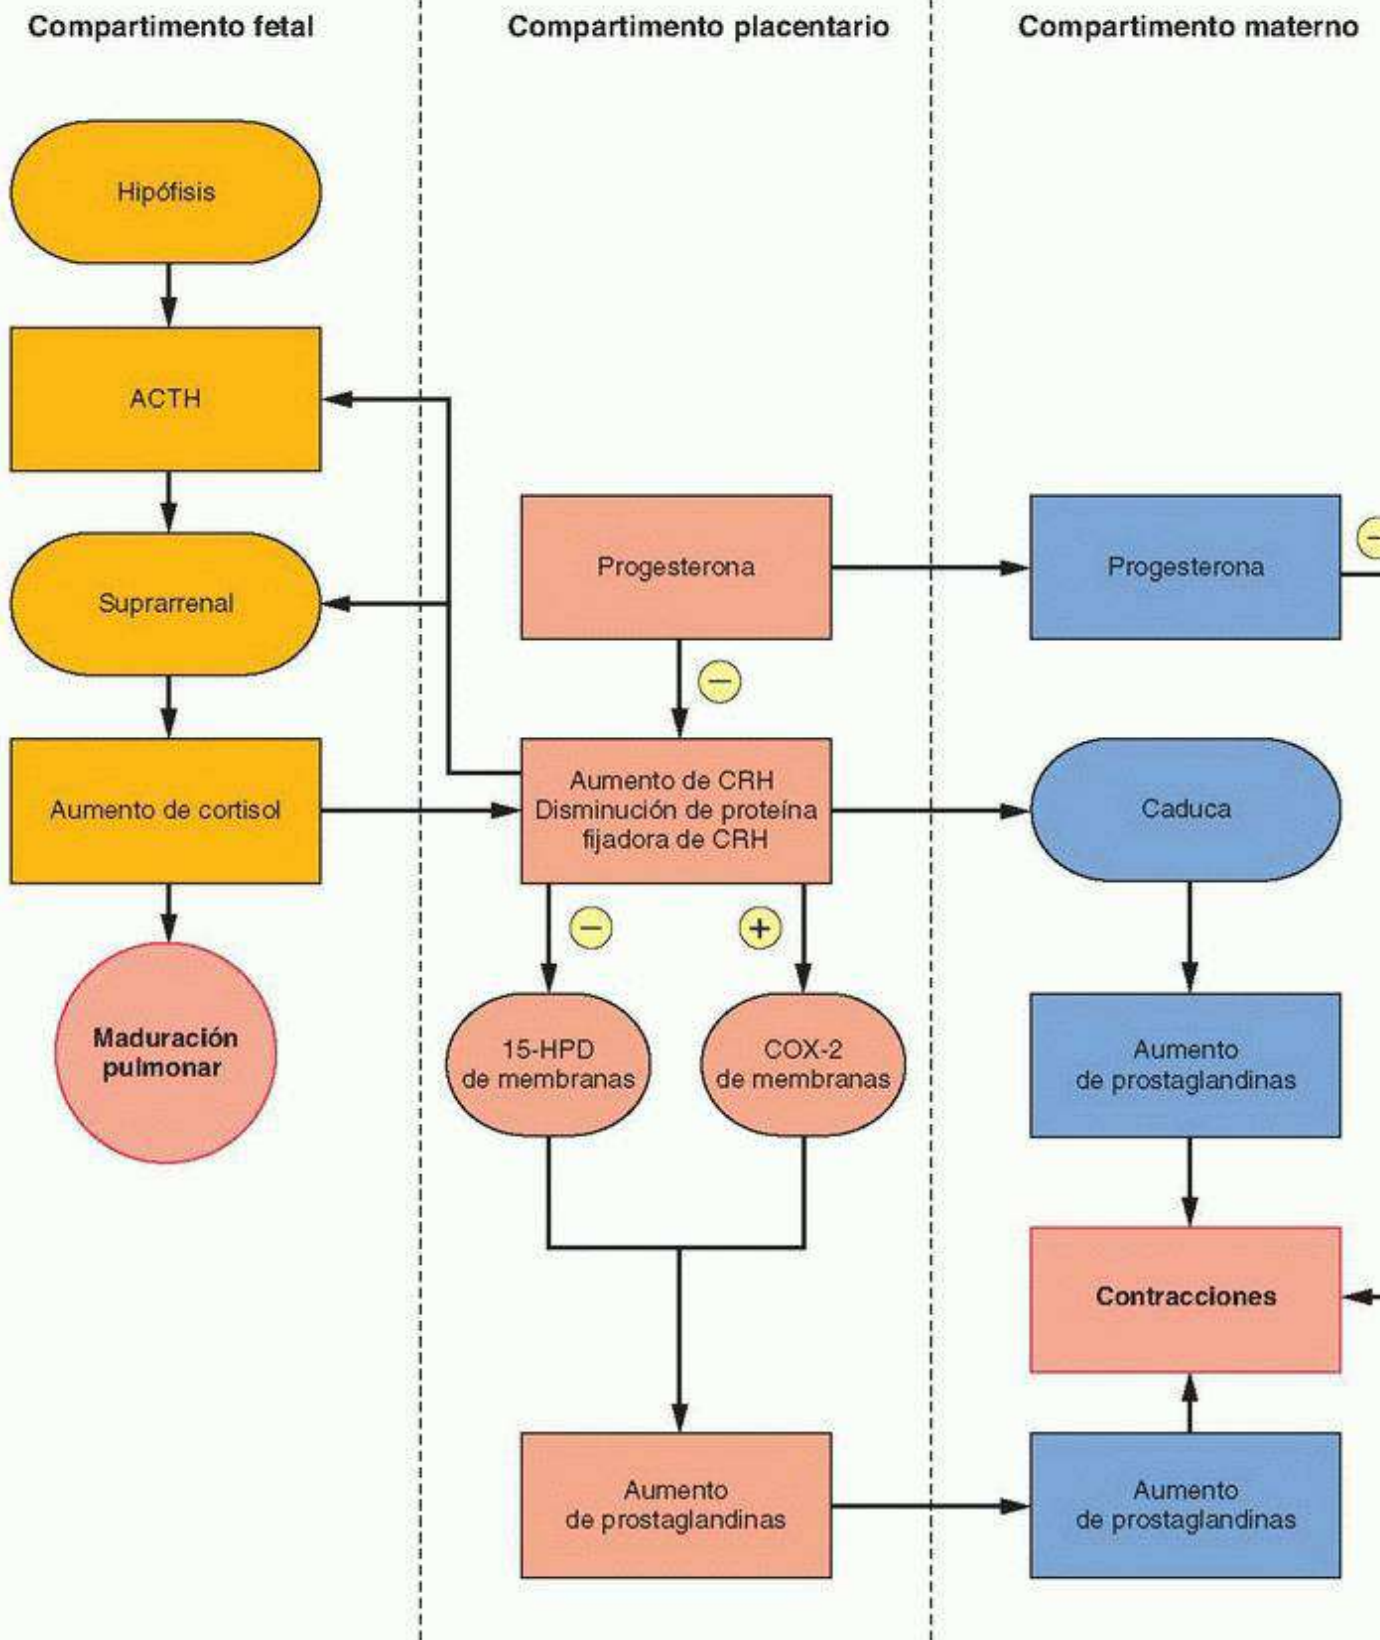 Compartimento fetal
Compartimento placentario
Compartimento materno
Hipófisis
ACTH
Suprarrenal
Aumento de cortisol
Maduración
pulmonar
Progesterona
−
Aumento de CRH
Disminución de proteína
fijadora de CRH
−
+
15-HPD
de membranas
COX-2
de membranas
Aumento
de prostaglandinas
Progesterona
−
Caduca
Aumento
de prostaglandinas
Contracciones
Aumento
de prostaglandinas